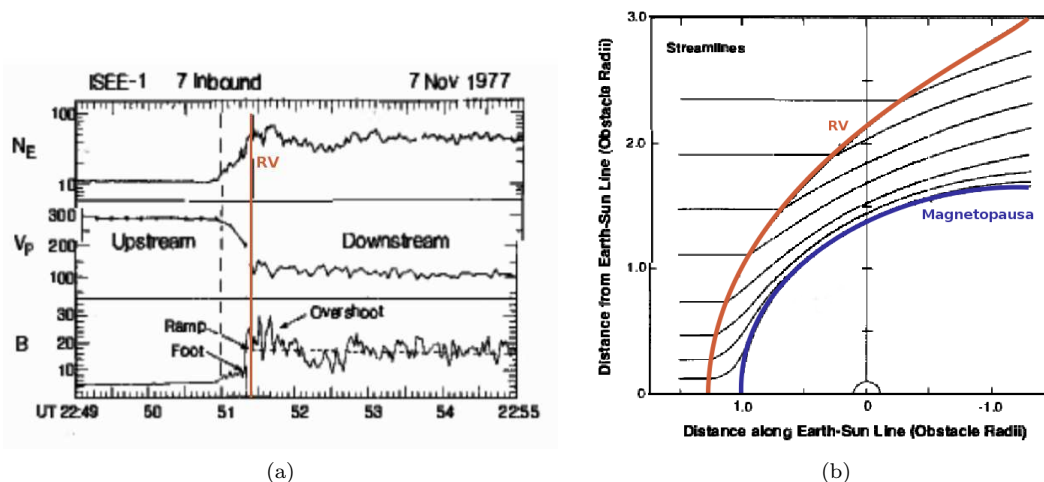 ISEE-1 7 Inbound 7 Nov 1977
100
N_E
RV
10
300
V_P
200
Upstream
Downstream
100
30
Overshoot
Ramp
B
20
Foot
10
UT 22:49 50 51 52 53 54 22:55
(a)
3.0
Streamlines
RV
2.0
Magnetopausa
1.0
0
1.0 0 -1.0
Distance from Earth-Sun Line (Obstacle Radii)
Distance along Earth-Sun Line (Obstacle Radii)
(b)